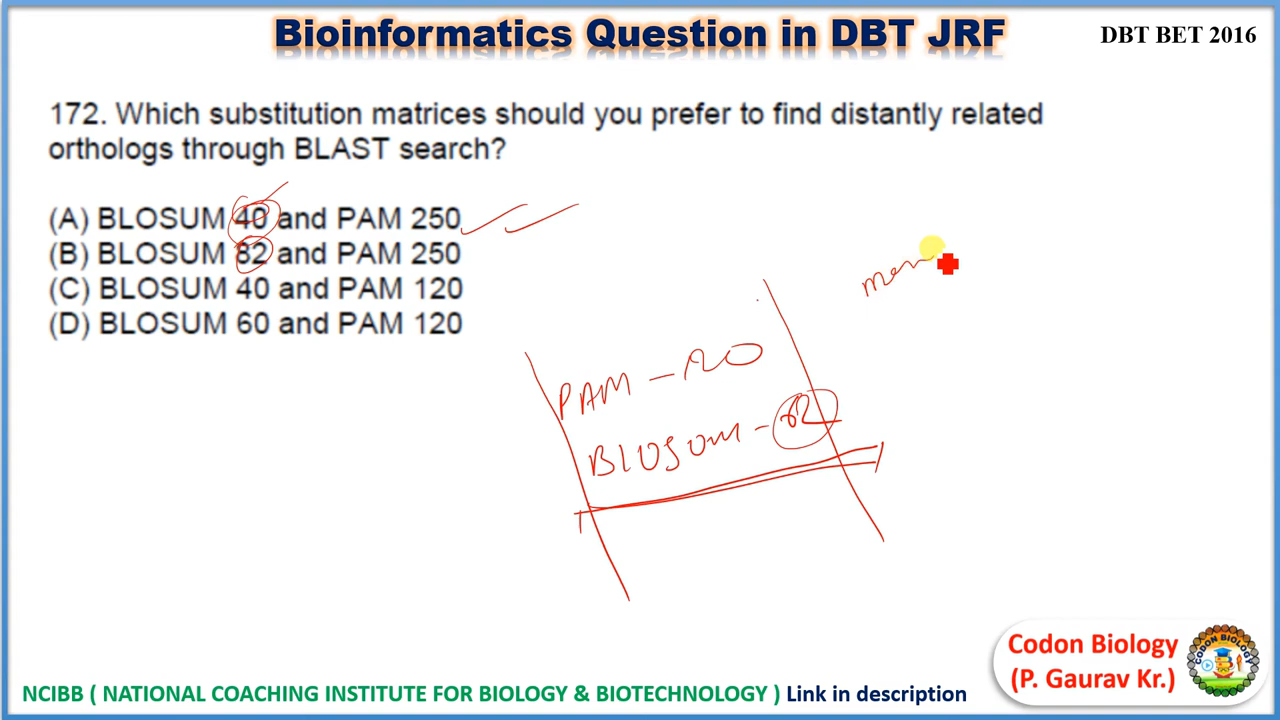 Bioinformatics Question in DBT JRF
DBT BET 2016
172. Which substitution matrices should you prefer to find distantly related
orthologs through BLAST search?
(A) BLOSUM 40 and PAM 250
(B) BLOSUM 82 and PAM 250
(C) BLOSUM 40 and PAM 120
(D) BLOSUM 60 and PAM 120
PAM -
BLOSUM -
Codon Biology
(P. Gaurav Kr.)
CODON BIOLOGY
NCIBB ( NATIONAL COACHING INSTITUTE FOR BIOLOGY & BIOTECHNOLOGY ) Link in description